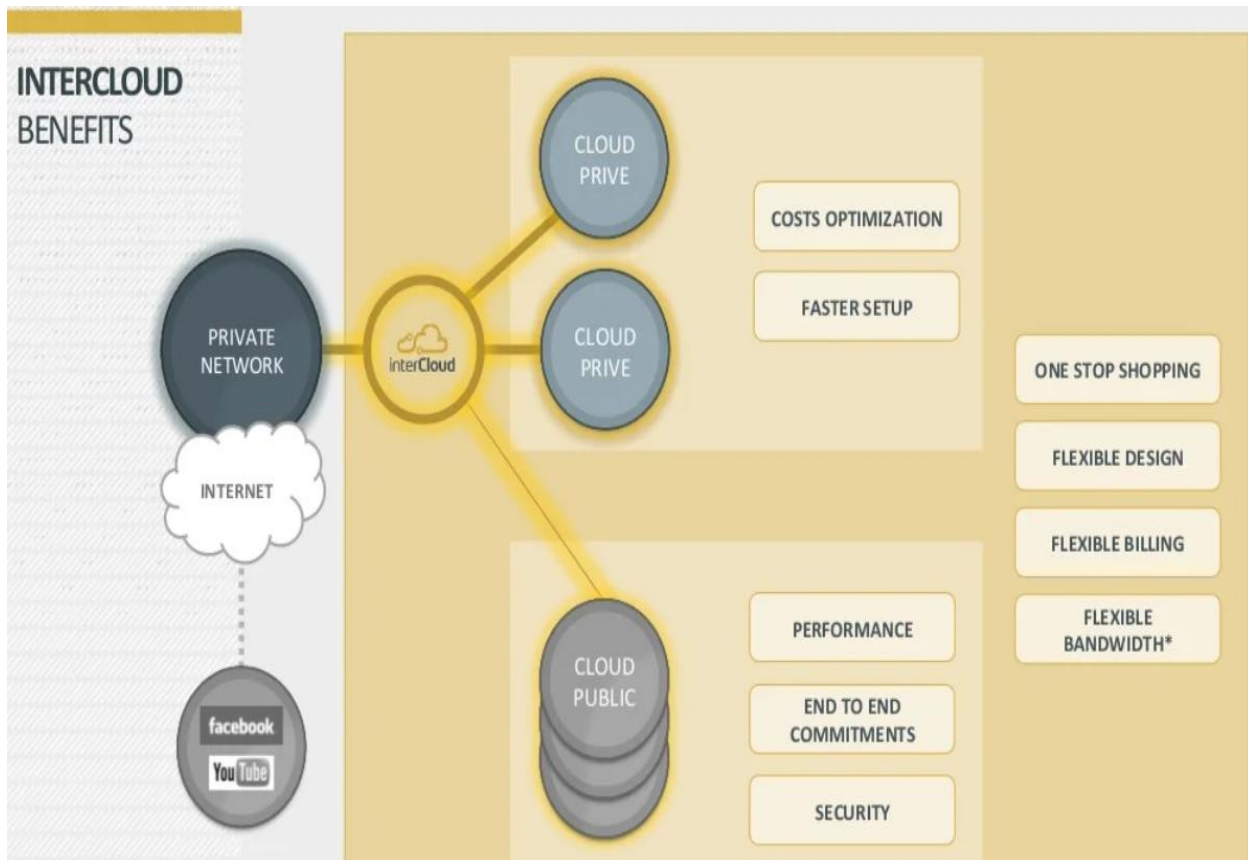 INTERCLOUD
BENEFITS
CLOUD
PRIVE
COSTS OPTIMIZATION
FASTER SETUP
PRIVATE
NETWORK
interCloud
CLOUD
PRIVE
ONE STOP SHOPPING
FLEXIBLE DESIGN
INTERNET
FLEXIBLE BILLING
FLEXIBLE
BANDWIDTH*
CLOUD
PUBLIC
PERFORMANCE
END TO END
COMMITMENTS
SECURITY
facebook
YouTube